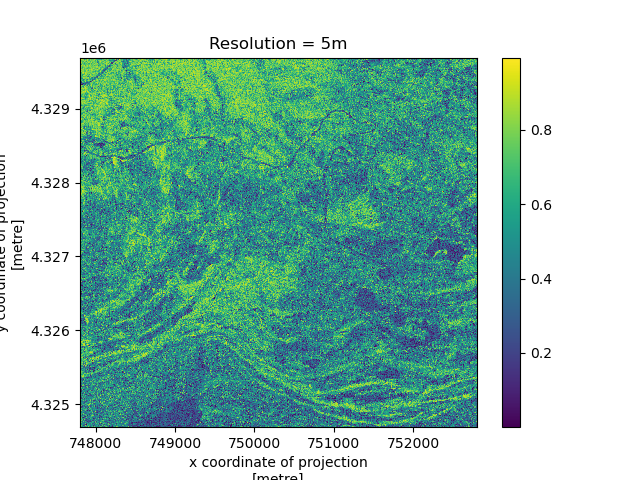 Resolution = 5m
1e6
4.329
4.328
4.327
4.326
4.325
y coordinate of projection
[metre]
748000 749000 750000 751000 752000
x coordinate of projection
[metre]
0.8
0.6
0.4
0.2